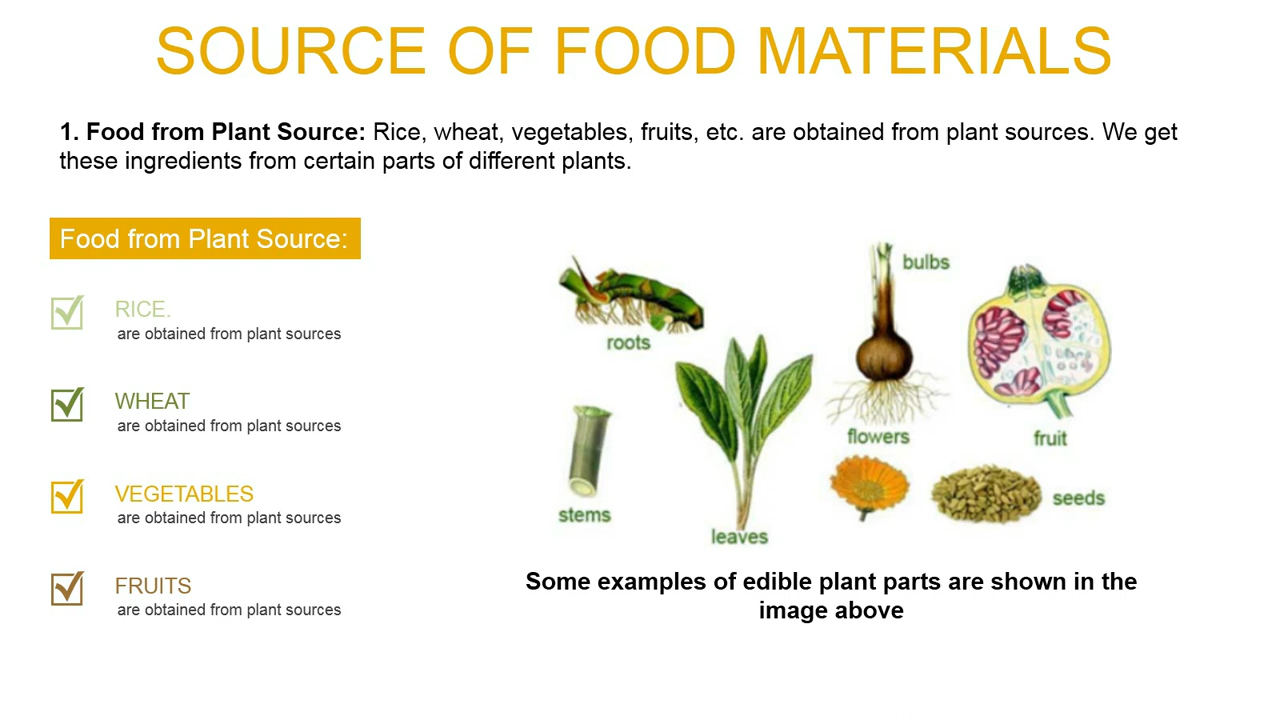 SOURCE OF FOOD MATERIALS
1. Food from Plant Source: Rice, wheat, vegetables, fruits, etc. are obtained from plant sources. We get
these ingredients from certain parts of different plants.
Food from Plant Source:
RICE.
are obtained from plant sources
WHEAT
are obtained from plant sources
VEGETABLES
are obtained from plant sources
FRUITS
are obtained from plant sources
bulbs
roots
flowers
fruit
seeds
stems
leaves
Some examples of edible plant parts are shown in the
image above